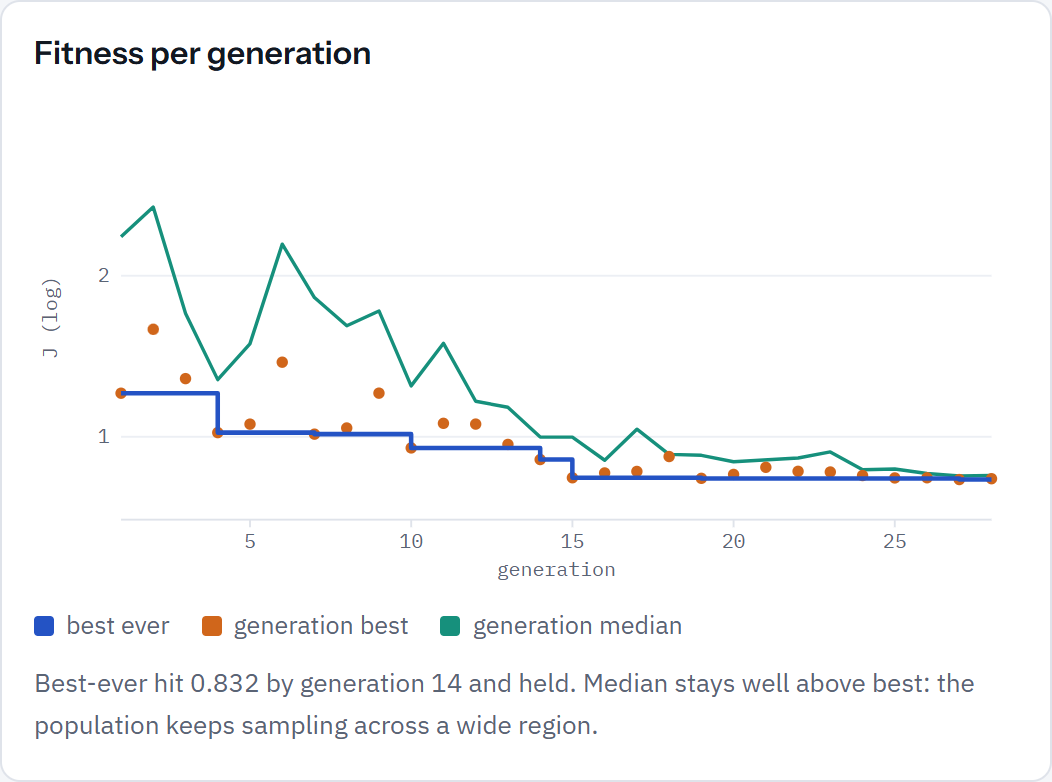 Fitness per generation
2
1
J (log)
5 10 15 20 25
generation
best ever generation best generation median
Best-ever hit 0.832 by generation 14 and held. Median stays well above best: the
population keeps sampling across a wide region.